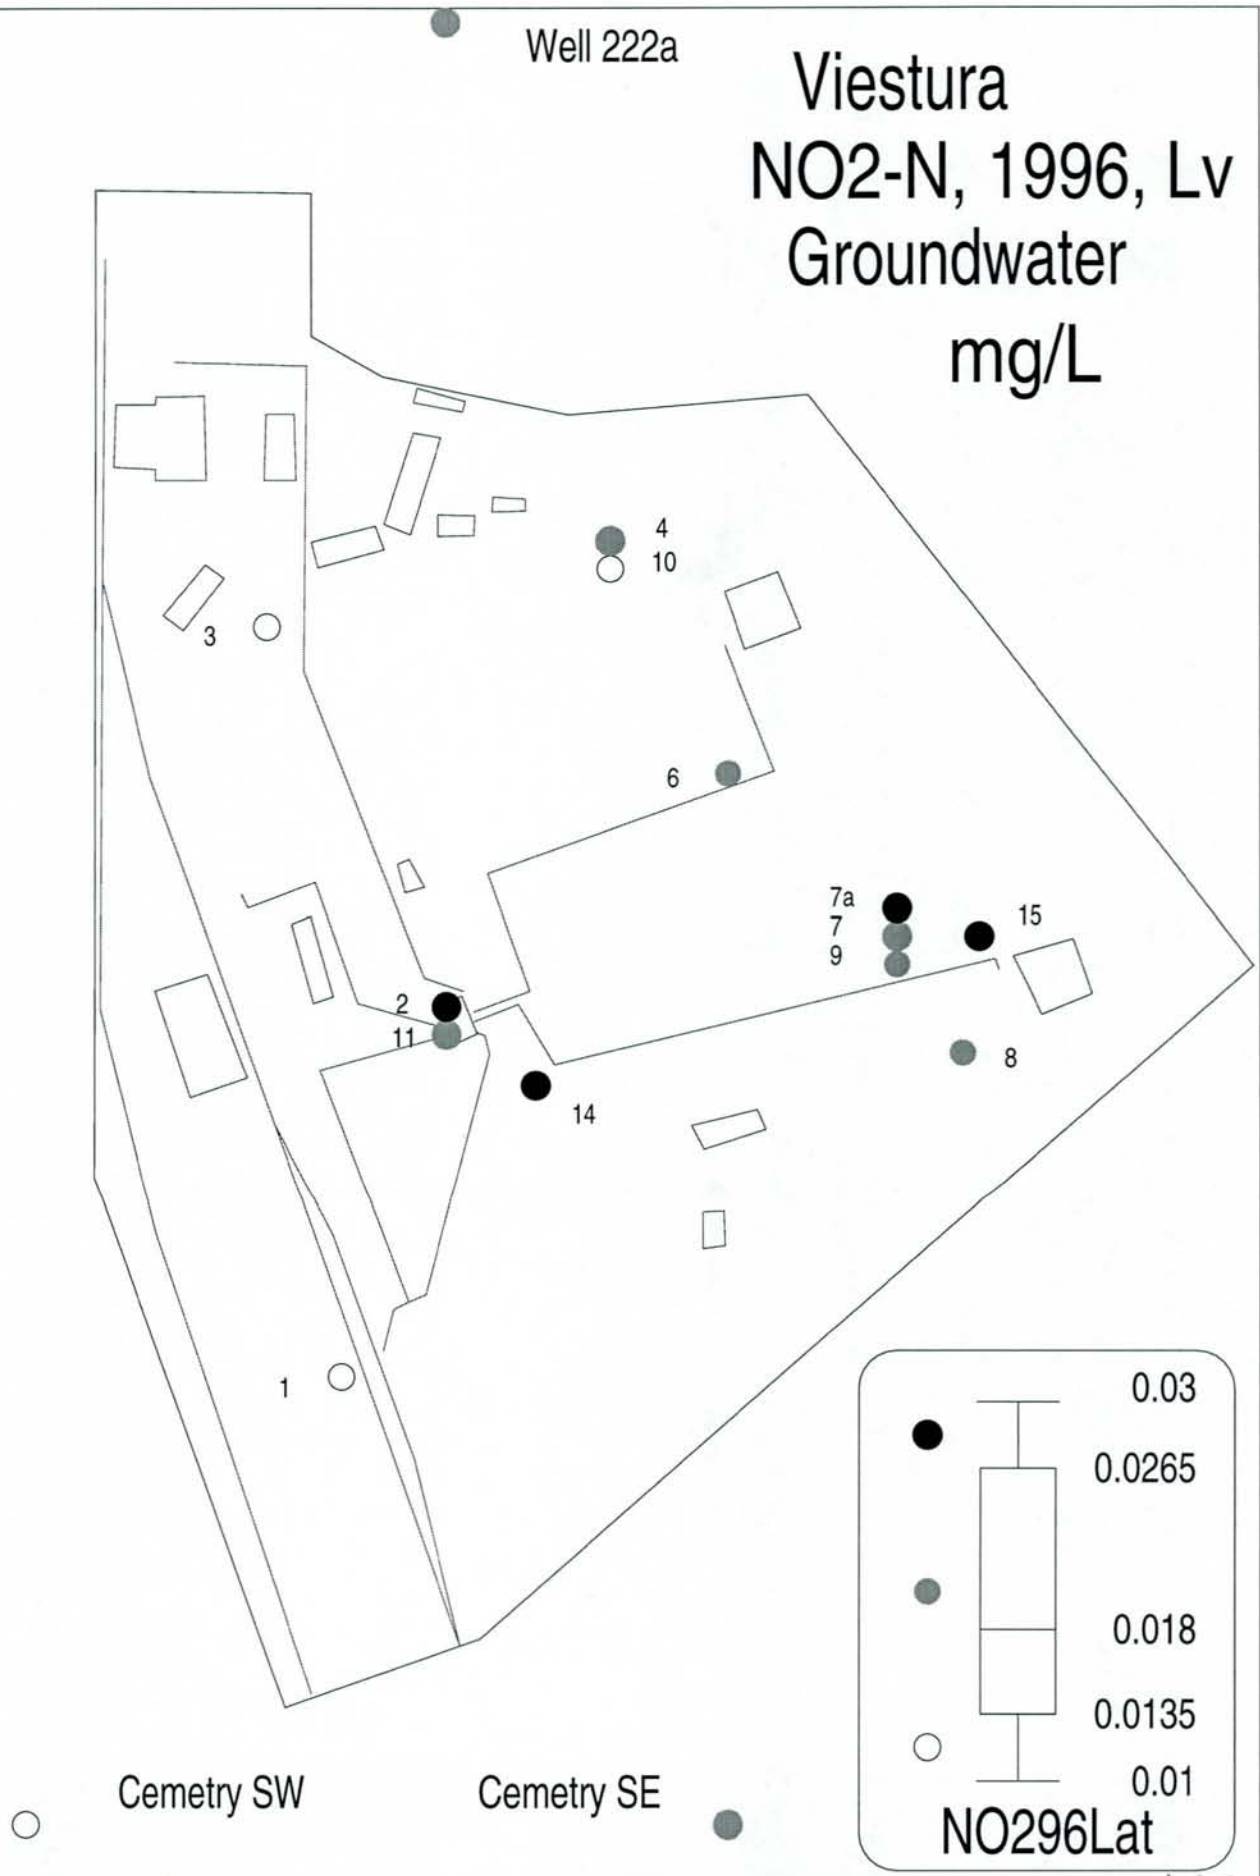 Well 222a
Viestura
NO2-N, 1996, Lv
Groundwater
mg/L
4
10
3
6
7a
7
9
15
2
11
8
14
1
0.03
0.0265
0.018
0.0135
0.01
NO296Lat
Cemetry SW
Cemetry SE